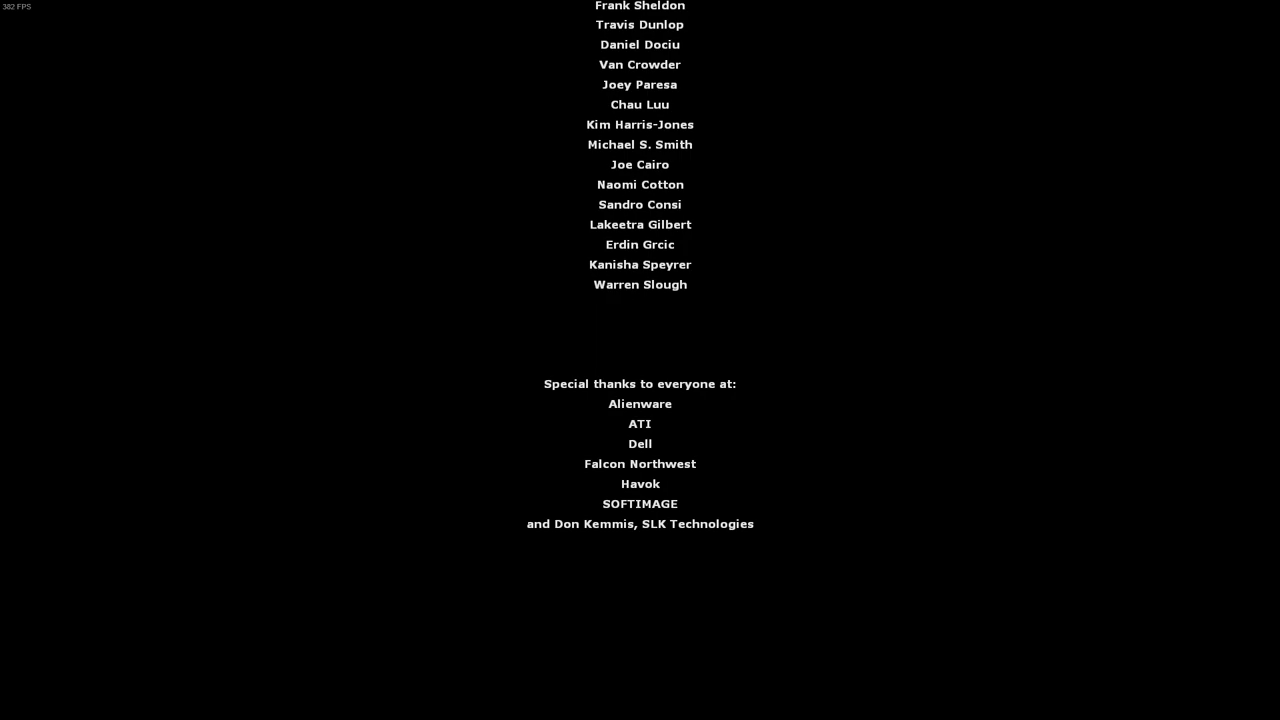 382 FPS
Frank Sheldon
Travis Dunlop
Daniel Dociu
Van Crowder
Joey Paresa
Chau Luu
Kim Harris-Jones
Michael S. Smith
Joe Cairo
Naomi Cotton
Sandro Consi
Lakeetra Gilbert
Erdin Grcic
Kanisha Speyrer
Warren Slough
Special thanks to everyone at:
Alienware
ATI
Dell
Falcon Northwest
Havok
SOFTIMAGE
and Don Kemmis, SLK Technologies